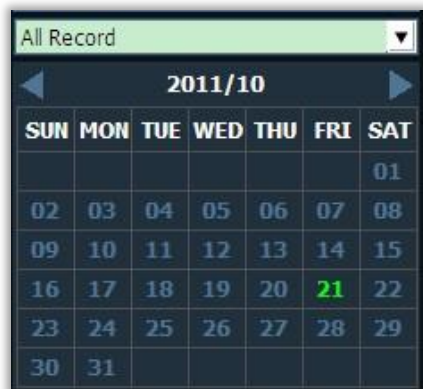 All Record
2011/10
SUN MON TUE WED THU FRI SAT
01
02 03 04 05 06 07 08
09 10 11 12 13 14 15
16 17 18 19 20 21 22
23 24 25 26 27 28 29
30 31